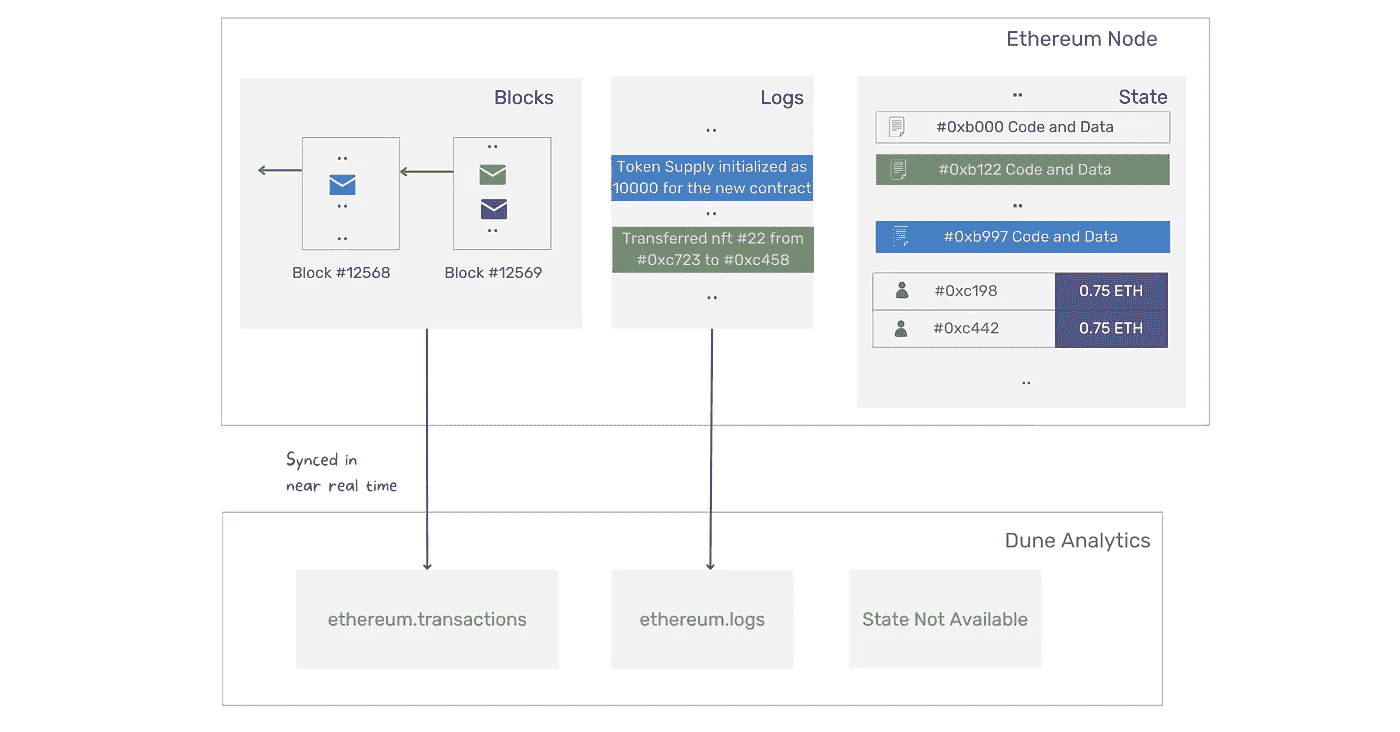 Ethereum Node
Blocks
..
..
..
..
..
Block #12568
Block #12569
Logs
..
Token Supply initialized as
10000 for the new contract
..
Transferred nft #22 from
#0xc723 to #0xc458
..
State
..
#0xb000 Code and Data
#0xb122 Code and Data
..
#0xb997 Code and Data
#0xc198 0.75 ETH
#0xc442 0.75 ETH
..
Synced in
near real time
Dune Analytics
ethereum.transactions
ethereum.logs
State Not Available